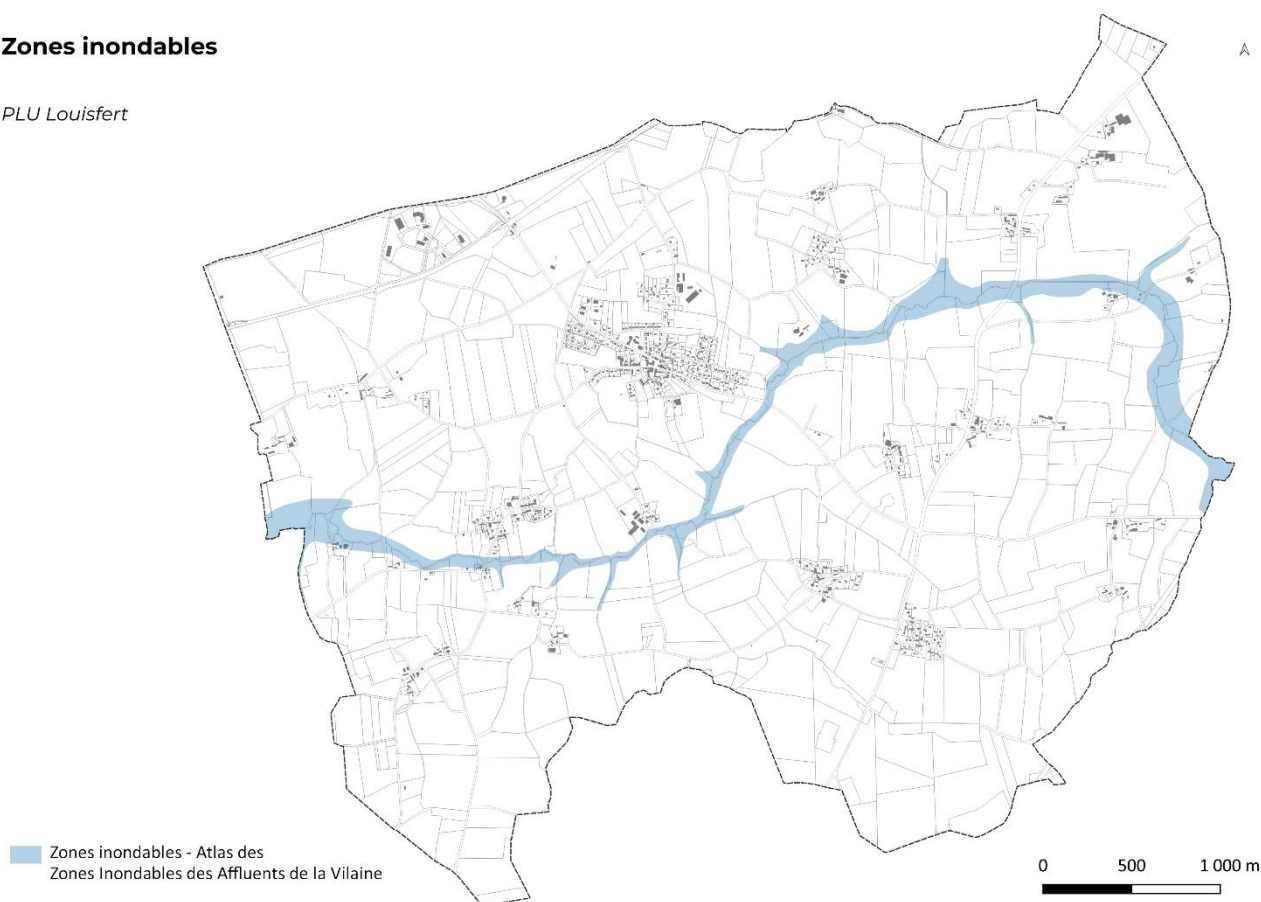 Zones inondables
PLU Louisfert
Zones inondables - Atlas des
Zones Inondables des Affluents de la Vilaine
0 500 1 000 m